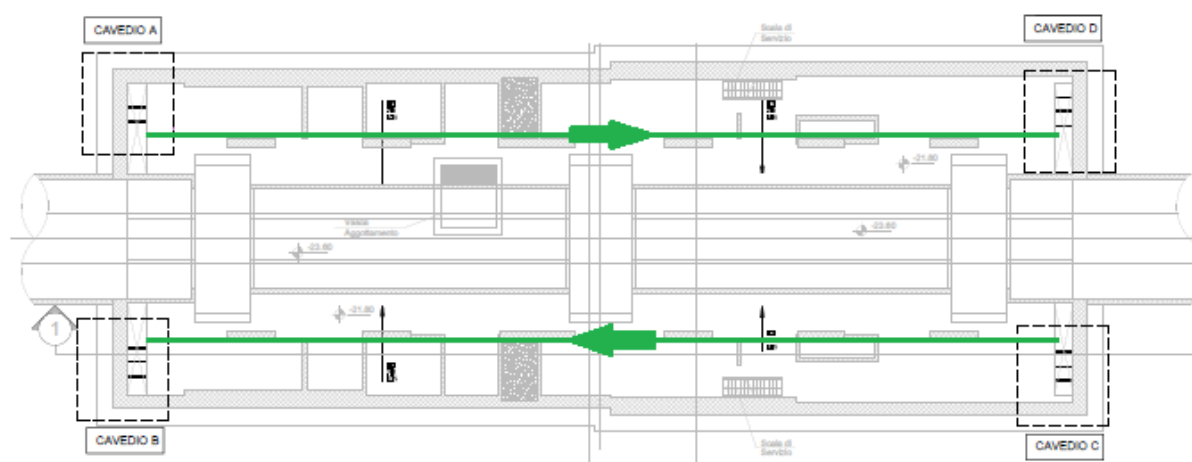 CAVEDIO A
CAVEDIO D
Scale di
Servizio
-21.80
Vasca
Aggottamento
-23.60
-23.60
-21.80
1
CAVEDIO B
CAVEDIO C
Scale di
Servizio